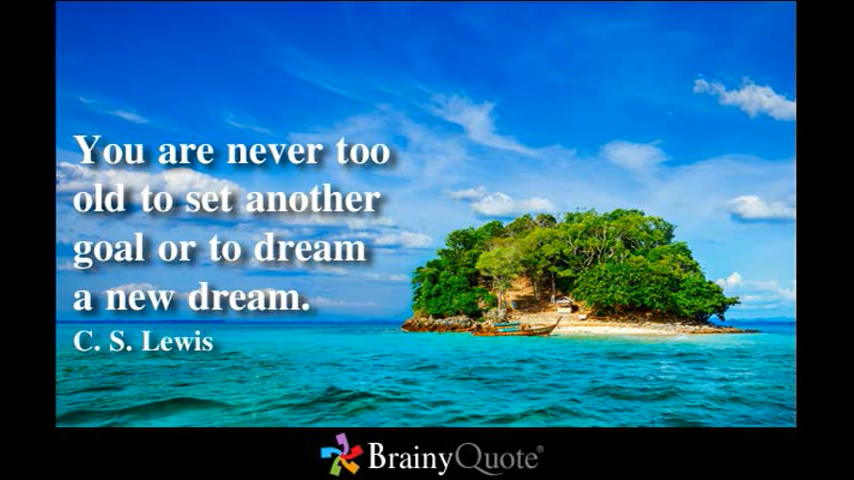 You are never too
old to set another
goal or to dream
a new dream.
C. S. Lewis
BrainyQuote®